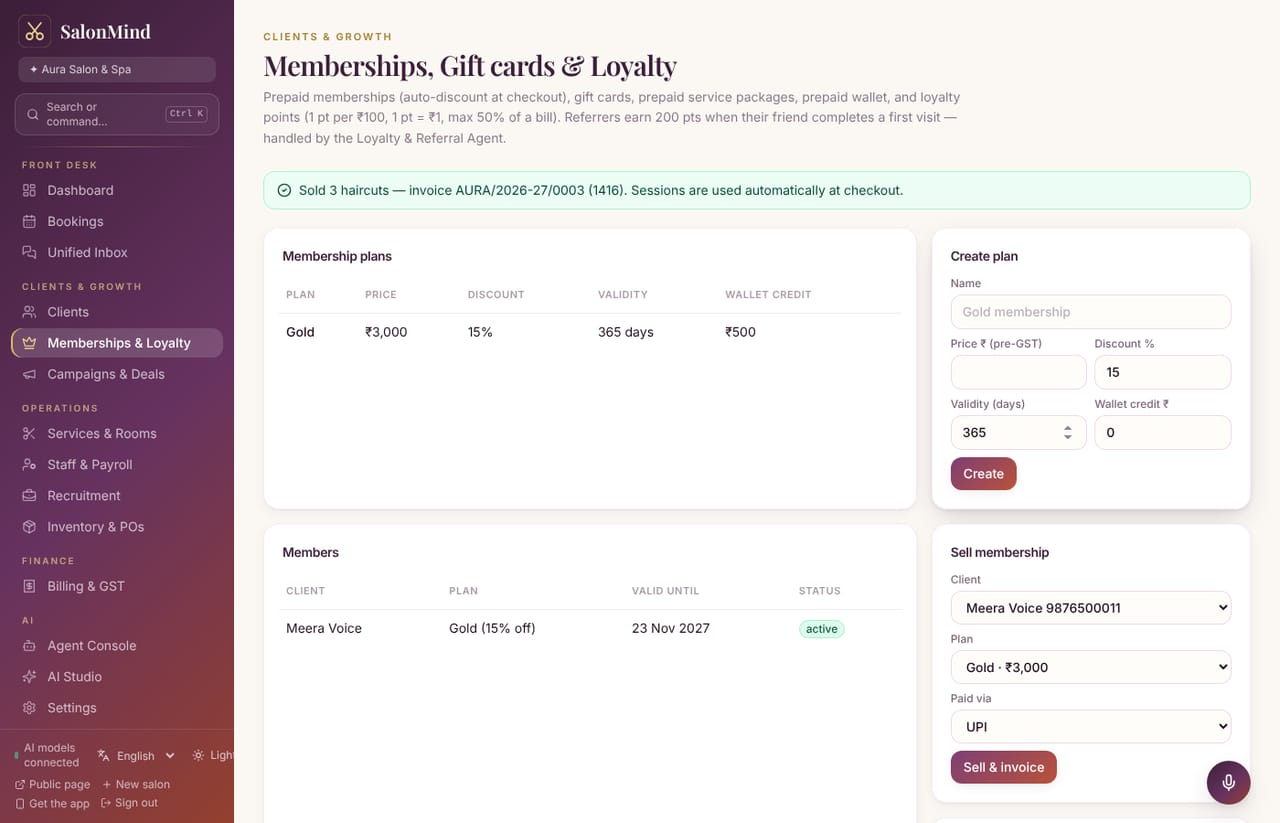 SalonMind
✦ Aura Salon & Spa
Search or
command...
Ctrl K
FRONT DESK
Dashboard
Bookings
Unified Inbox
CLIENTS & GROWTH
Clients
Memberships & Loyalty
Campaigns & Deals
OPERATIONS
Services & Rooms
Staff & Payroll
Recruitment
Inventory & POs
FINANCE
Billing & GST
AI
Agent Console
AI Studio
Settings
AI models
connected
English
Light
Public page
+ New salon
Get the app
Sign out
CLIENTS & GROWTH
Memberships, Gift cards & Loyalty
Prepaid memberships (auto-discount at checkout), gift cards, prepaid service packages, prepaid wallet, and loyalty
points (1 pt per ₹100, 1 pt = ₹1, max 50% of a bill). Referrers earn 200 pts when their friend completes a first visit —
handled by the Loyalty & Referral Agent.
Sold 3 haircuts — invoice AURA/2026-27/0003 (1416). Sessions are used automatically at checkout.
Membership plans
PLAN PRICE DISCOUNT VALIDITY WALLET CREDIT
Gold ₹3,000 15% 365 days ₹500
Create plan
Name
Gold membership
Price ₹ (pre-GST) Discount %
15
Validity (days) Wallet credit ₹
365 0
Create
Members
CLIENT PLAN VALID UNTIL STATUS
Meera Voice Gold (15% off) 23 Nov 2027 active
Sell membership
Client
Meera Voice 9876500011
Plan
Gold · ₹3,000
Paid via
UPI
Sell & invoice